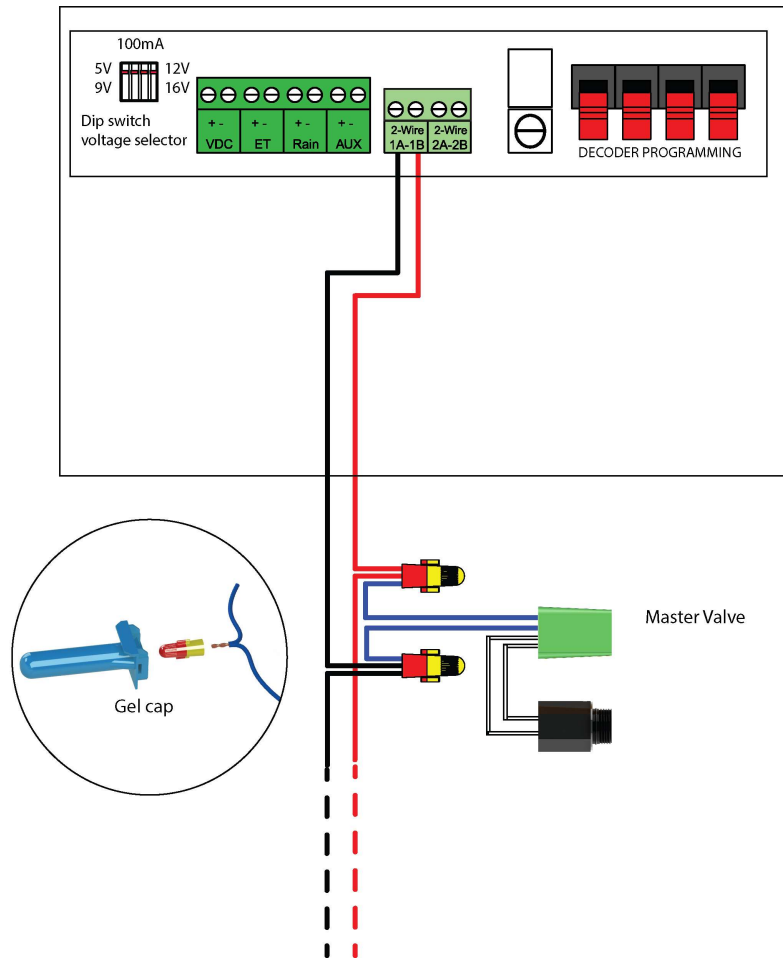 100mA
5V 12V
9V 16V
Dip switch
voltage selector
+ - + - + - + -
VDC ET Rain AUX
2-Wire 2-Wire
1A-1B 2A-2B
DECODER PROGRAMMING
Master Valve
Gel cap